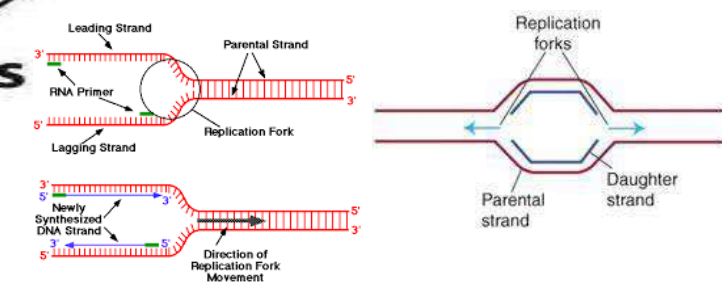 s
Leading Strand
3'
Parental Strand
5'
RNA Primer
3'
5'
Replication Fork
Lagging Strand
3'
5'
3'
5'
Newly
Synthesized
DNA Strand
3'
3'
5'
5'
Direction of
Replication Fork
Movement
Replication
forks
Parental
strand
Daughter
strand